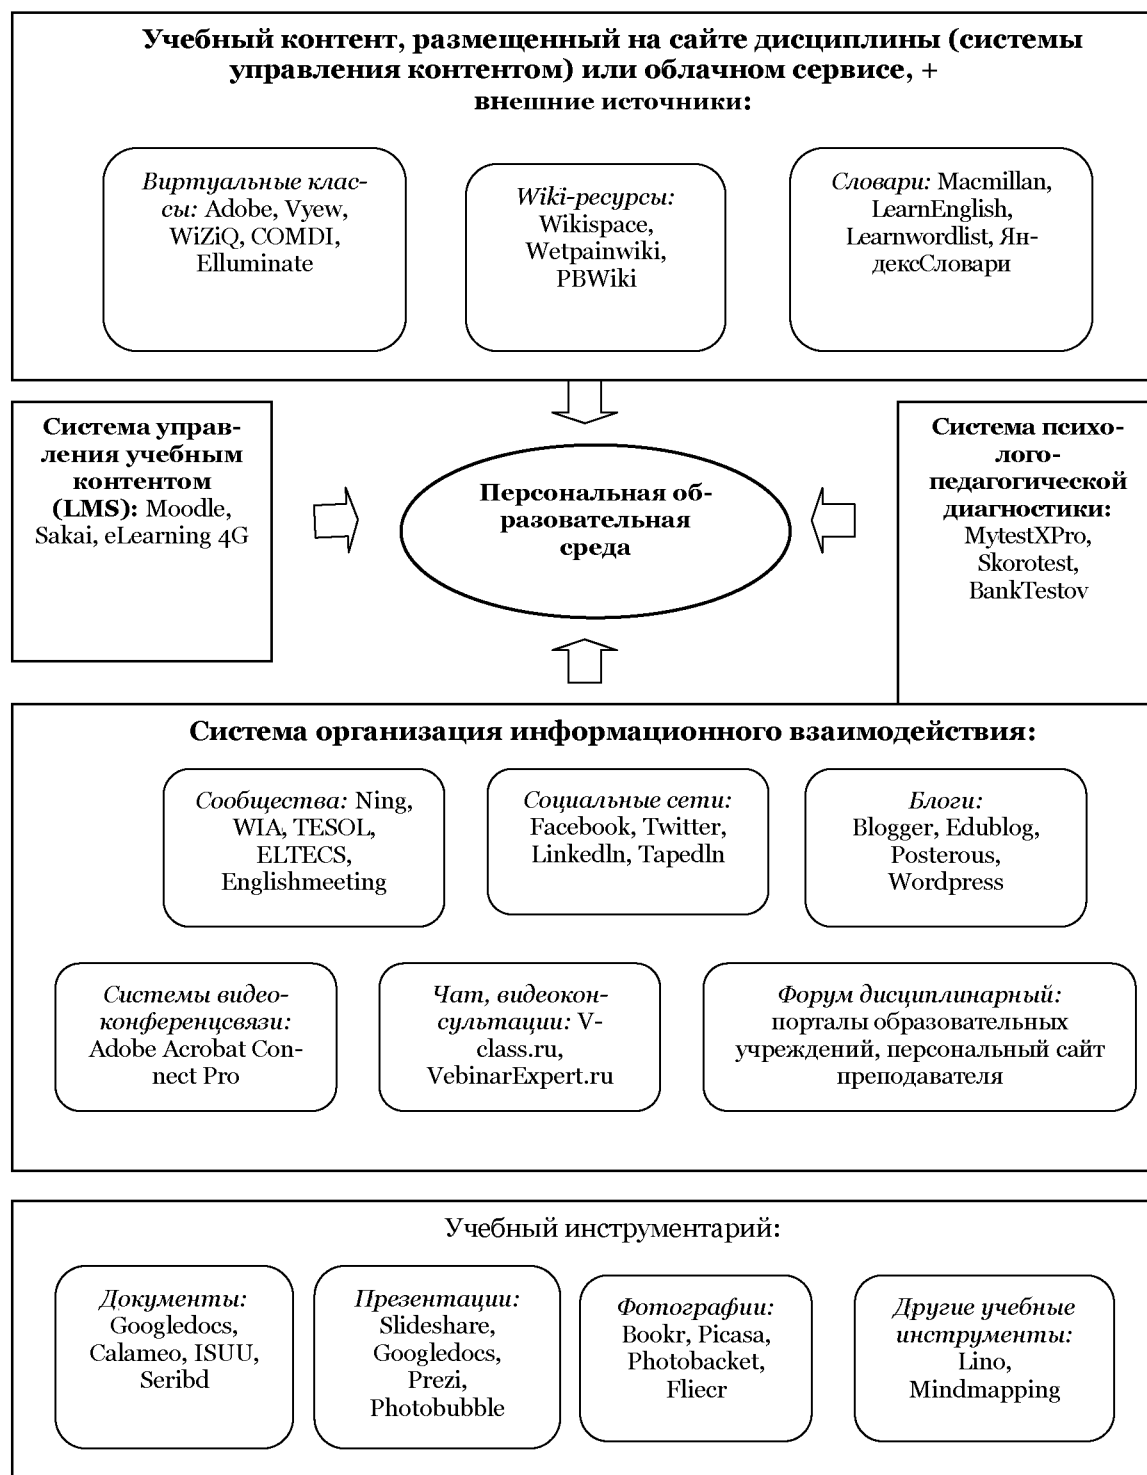 Учебный контент, размещенный на сайте дисциплины (системы
управления контентом) или облачном сервисе, +
внешние источники:
Виртуальные клас-
сы: Adobe, Vyew,
WiZiQ, COMDI,
Elluminate
Wiki-ресурсы:
Wikispace,
Wetpainwiki,
PBWiki
Словари: Macmillan,
LearnEnglish,
Learnwordlist, Ян-
дексСловари
Система управ-
ления учебным
контентом
(LMS): Moodle,
Sakai, eLearning 4G
Персональная об-
разовательная
среда
Система психо-
лого-
педагогической
диагностики:
MytestXPro,
Skorotest,
BankTestov
Система организация информационного взаимодействия:
Сообщества: Ning,
WIA, TESOL,
ELTECS,
Englishmeeting
Социальные сети:
Facebook, Twitter,
Linkedln, Tapedln
Блоги:
Blogger, Edublog,
Posterous,
Wordpress
Системы видео-
конференцсвязи:
Adobe Acrobat Con-
nect Pro
Чат, видеокон-
сультации: V-
class.ru,
VebinarExpert.ru
Форум дисциплинарный:
порталы образовательных
учреждений, персональный сайт
преподавателя
Учебный инструментарий:
Документы:
Googledocs,
Calameo, ISUU,
Seribd
Презентации:
Slideshare,
Googledocs,
Prezi,
Photobubble
Фотографии:
Bookr, Picasa,
Photobacket,
Fliecr
Другие учебные
инструменты:
Lino,
Mindmapping